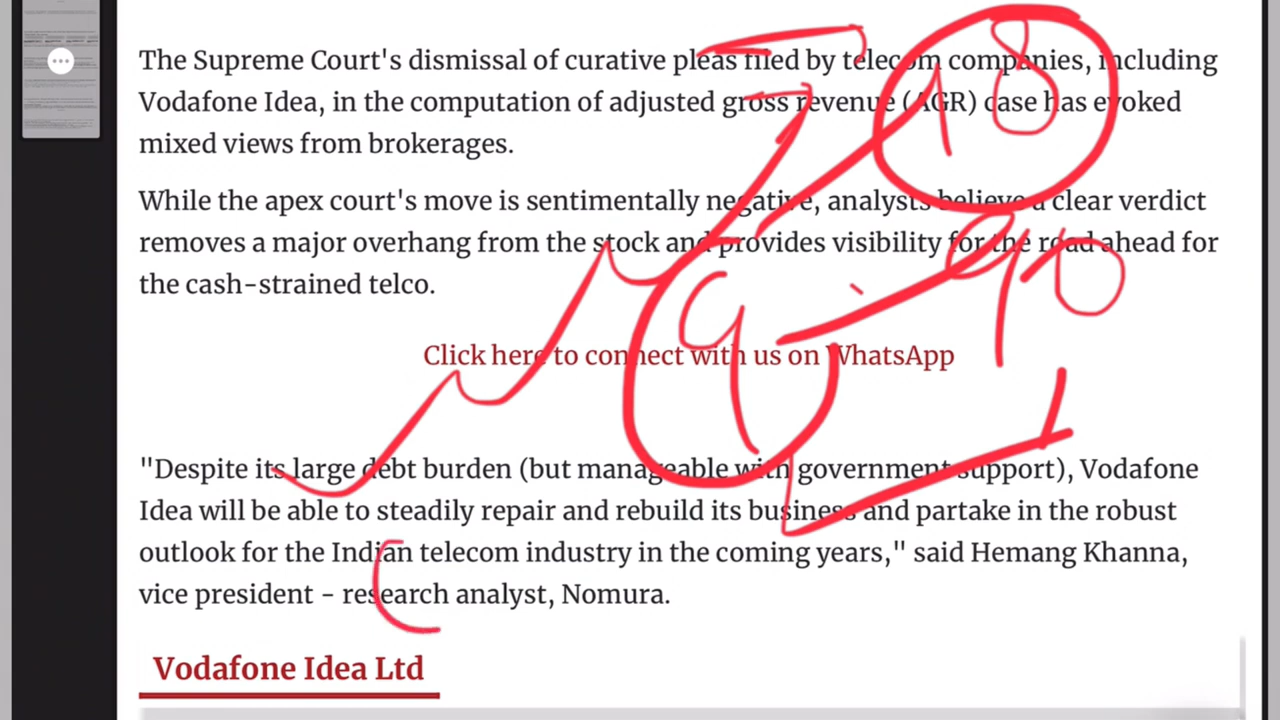 The Supreme Court's dismissal of curative pleas filed by telecom companies, including
Vodafone Idea, in the computation of adjusted gross revenue (AGR) case has evoked
mixed views from brokerages.
While the apex court's move is sentimentally negative, analysts believe a clear verdict
removes a major overhang from the stock and provides visibility for the road ahead for
the cash-strained telco.
Click here to connect with us on WhatsApp
"Despite its large debt burden (but manageable with government support), Vodafone
Idea will be able to steadily repair and rebuild its business and partake in the robust
outlook for the Indian telecom industry in the coming years," said Hemang Khanna,
vice president - research analyst, Nomura.
Vodafone Idea Ltd
18
9